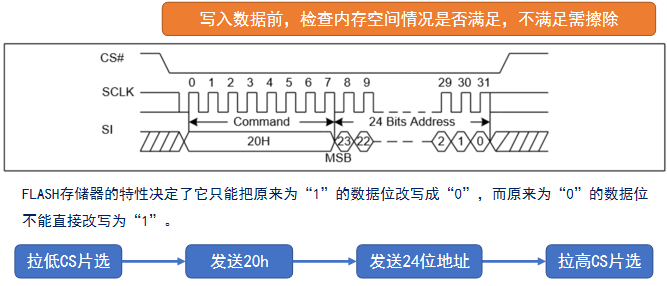 写入数据前，检查内存空间情况是否满足，不满足需擦除
CS#
0 1 2 3 4 5 6 7 8 9 29 30 31
SCLK
Command 24 Bits Address
SI 20H 23 22 2 1 0
MSB
FLASH存储器的特性决定了它只能把原来为“1”的数据位改写成“0”，而原来为“0”的数据位
不能直接改写为“1”。
拉低CS片选 发送20h 发送24位地址 拉高CS片选